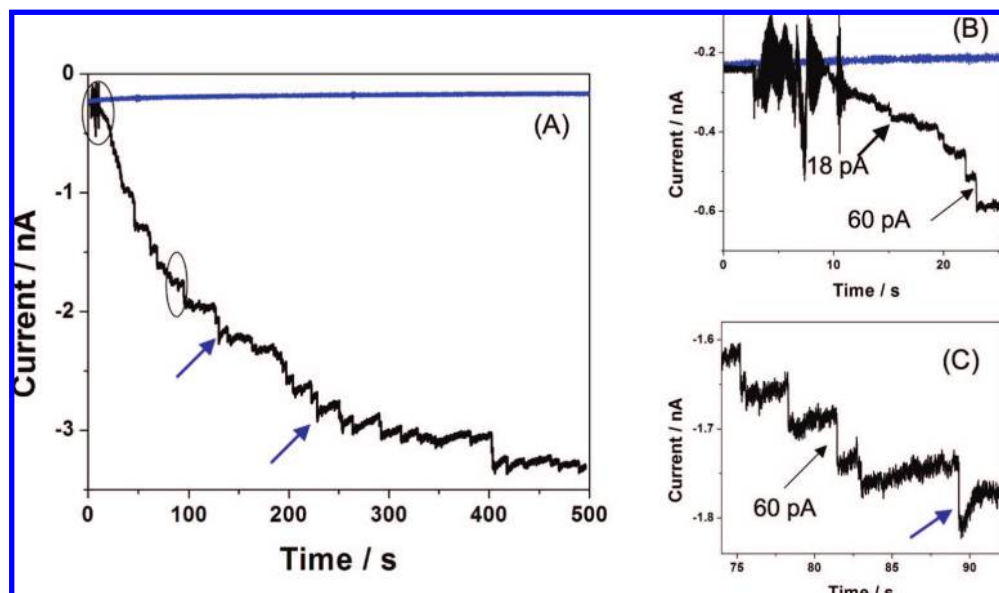 (A)
Current / nA
0
-1
-2
-3
0 100 200 300 400 500
Time / s
(B)
Current / nA
-0.2
-0.4
-0.6
18 pA
60 pA
0 10 20
Time / s
(C)
Current / nA
-1.6
-1.7
-1.8
60 pA
75 80 85 90
Time / s